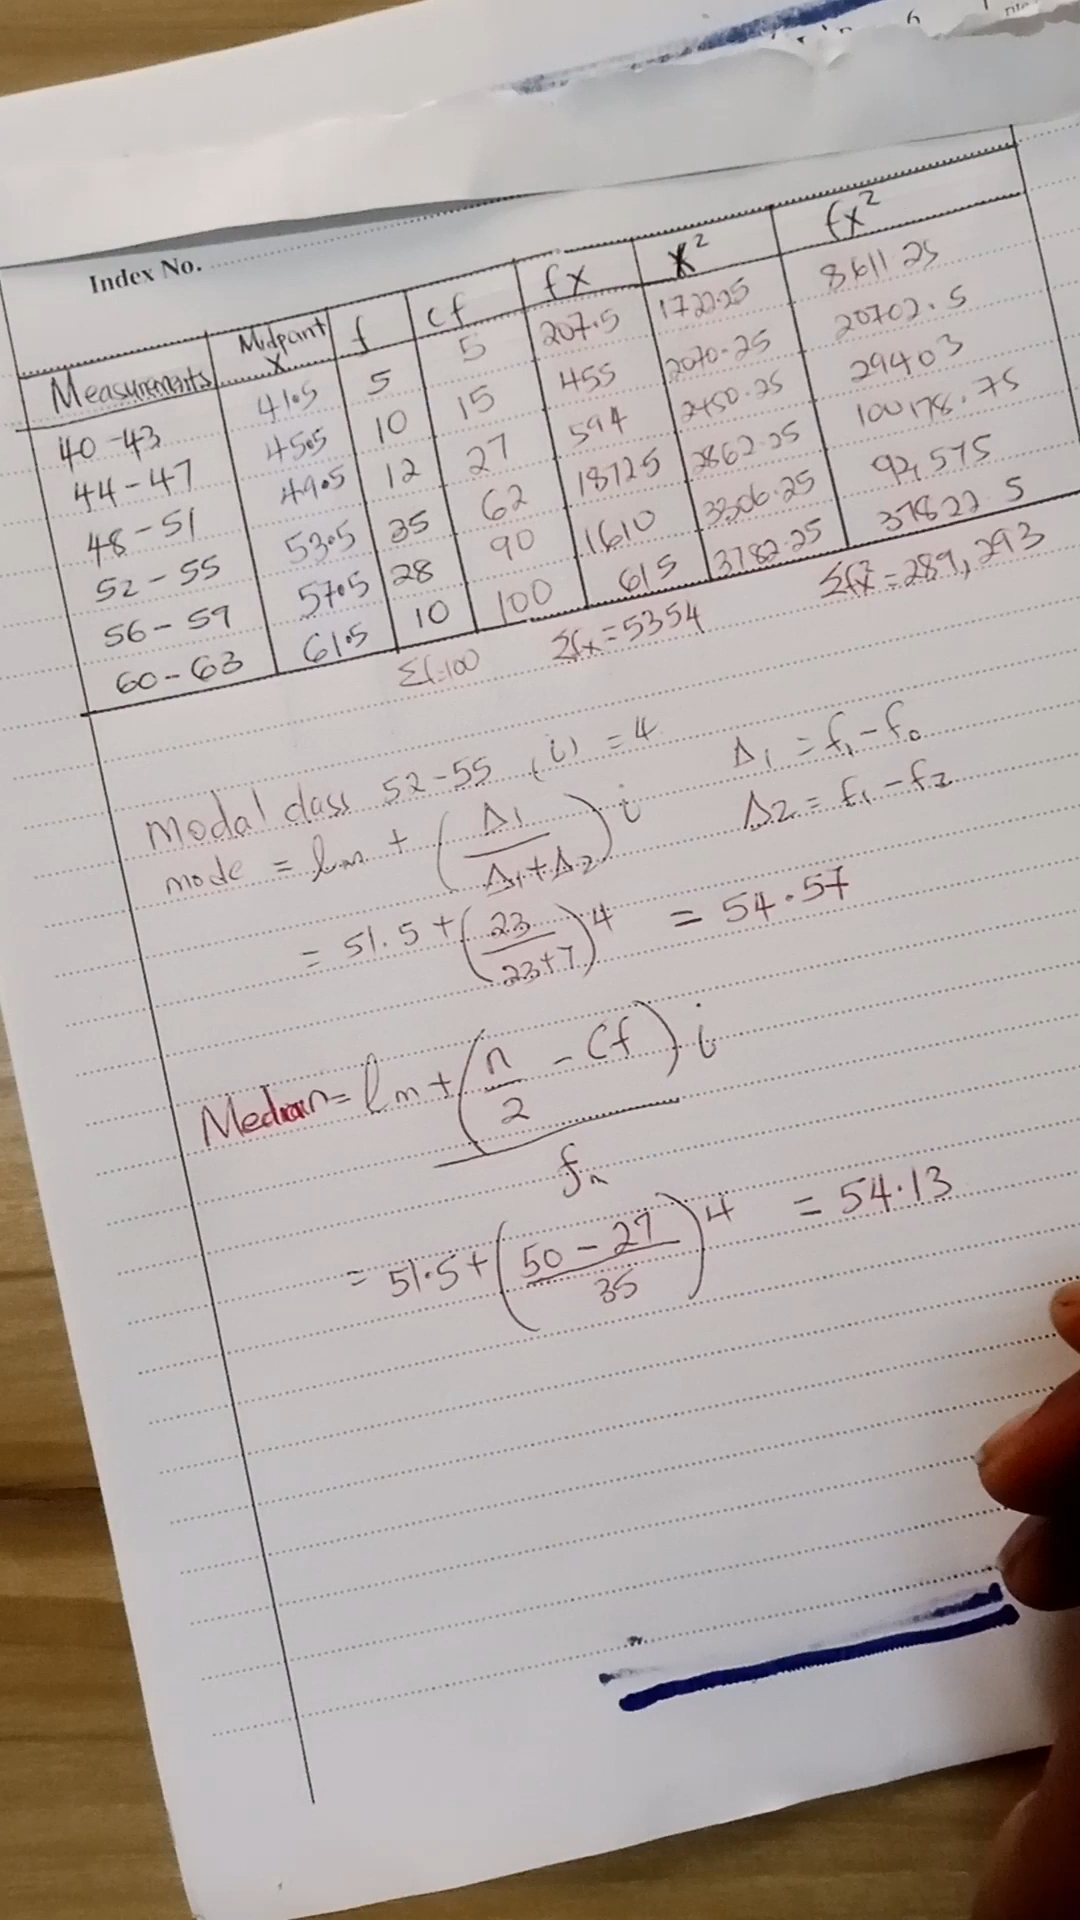 Index No.
Measurements Midpoint x f cf fx x² fx²
40-43 41.5 5 5 207.5 1722.25 8611.25
44-47 45.5 10 15 455 2070.25 20702.5
48-51 49.5 12 27 594 2450.25 29403
52-55 53.5 35 62 1872.5 2862.25 100178.75
56-59 57.5 28 90 1610 3306.25 92,575
60-63 61.5 10 100 615 3782.25 37822.5
Σf=100 Σfx=5354 Σfx²=289,293
Modal class 52-55, (i) = 4 Δ1 = f1-f0
mode = lm + (Δ1/(Δ1+Δ2)) i Δ2 = f1-f2
= 51.5 + (23/(23+7)) 4 = 54.57
Median = lm + (n/2 - Cf) i / fm
= 51.5 + ((50-27)/35) 4 = 54.13